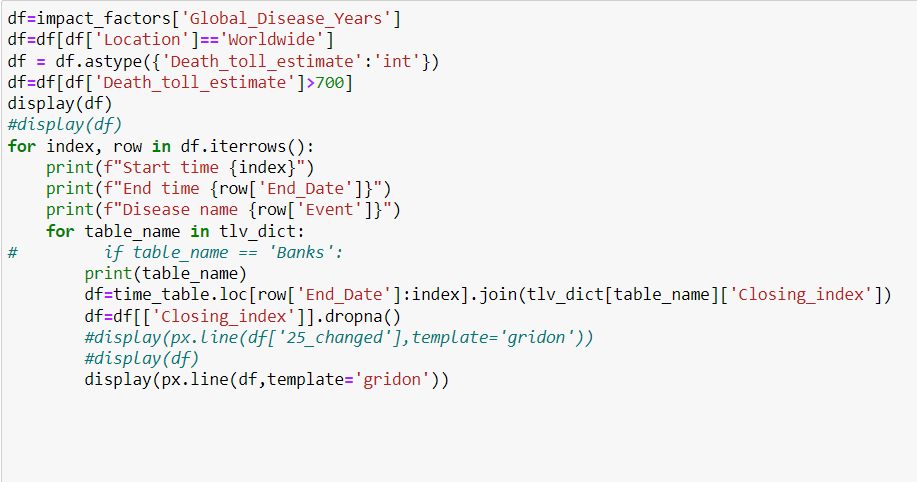 df=impact_factors['Global_Disease_Years']
df=df[df['Location']=='Worldwide']
df = df.astype({'Death_toll_estimate':'int'})
df=df[df['Death_toll_estimate']>700]
display(df)
#display(df)
for index, row in df.iterrows():
    print(f"Start time {index}")
    print(f"End time {row['End_Date']}")
    print(f"Disease name {row['Event']}")
    for table_name in tlv_dict:
#         if table_name == 'Banks':
        print(table_name)
        df=time_table.loc[row['End_Date']:index].join(tlv_dict[table_name]['Closing_index'])
        df=df[['Closing_index']].dropna()
        #display(px.line(df['25_changed'],template='gridon'))
        #display(df)
        display(px.line(df,template='gridon'))